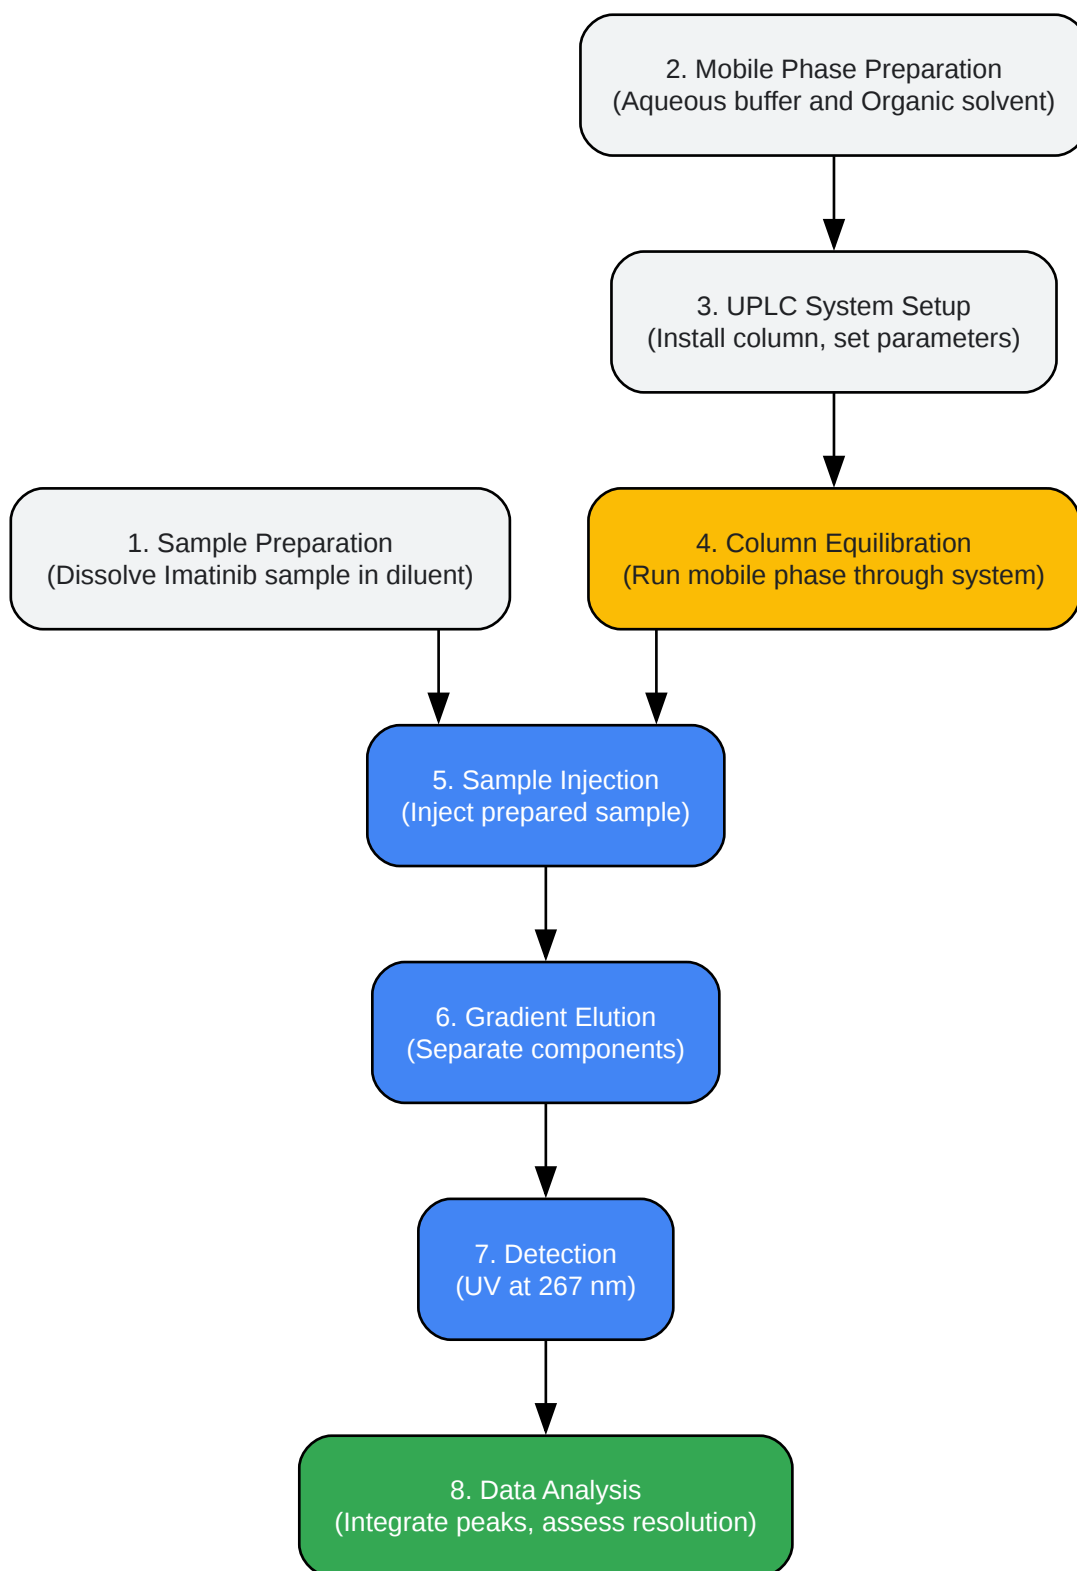 2. Mobile Phase Preparation
(Aqueous buffer and Organic solvent)
3. UPLC System Setup
(Install column, set parameters)
1. Sample Preparation
(Dissolve Imatinib sample in diluent)
4. Column Equilibration
(Run mobile phase through system)
5. Sample Injection
(Inject prepared sample)
6. Gradient Elution
(Separate components)
7. Detection
(UV at 267 nm)
8. Data Analysis
(Integrate peaks, assess resolution)